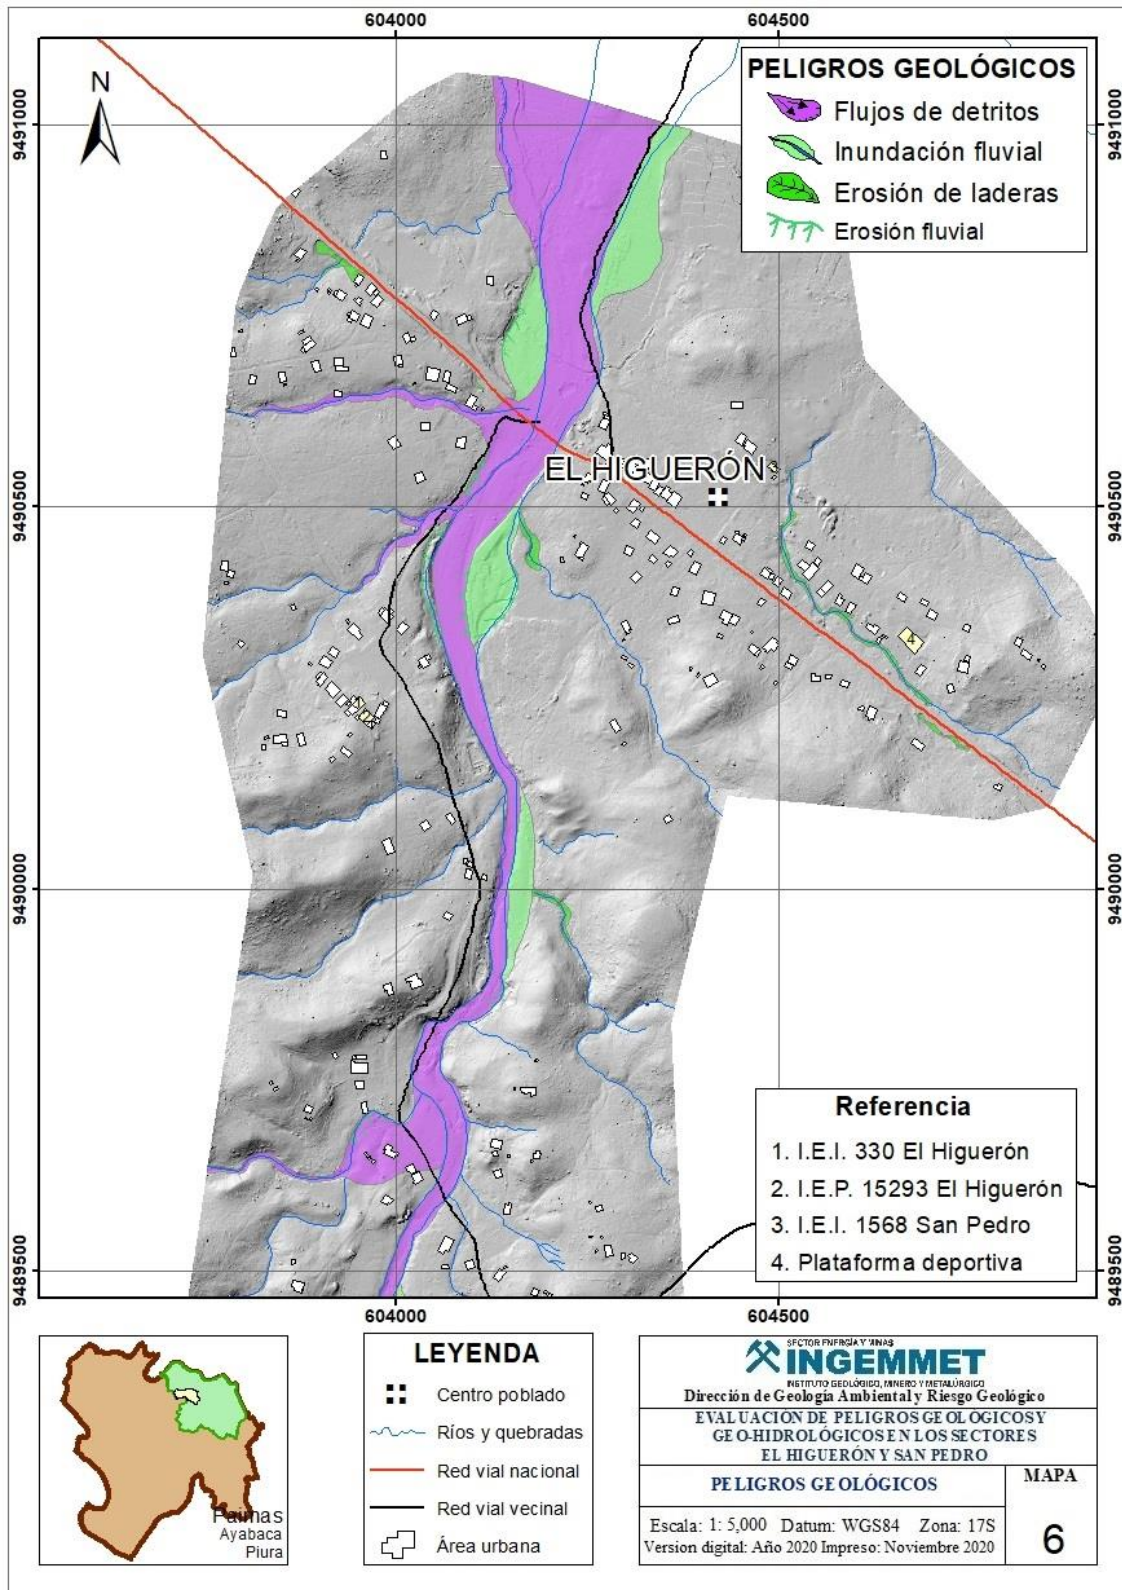 604000
604500
PELIGROS GEOLÓGICOS
Flujos de detritos
Inundación fluvial
Erosión de laderas
Erosión fluvial
N
9491000
9491000
EL HIGUERÓN
9490500
9490500
4
1
2
9490000
9490000
Referencia
1. I.E.I. 330 El Higuerón
2. I.E.P. 15293 El Higuerón
3. I.E.I. 1568 San Pedro
4. Plataforma deportiva
9489500
9489500
604000
604500
Paimas
Ayabaca
Piura
LEYENDA
Centro poblado
Ríos y quebradas
Red vial nacional
Red vial vecinal
Área urbana
SECTOR ENERGÍA Y MINAS
INGEMMET
INSTITUTO GEOLÓGICO, MINERO Y METALÚRGICO
Dirección de Geología Ambiental y Riesgo Geológico
EVALUACIÓN DE PELIGROS GEOLÓGICOS Y
GEO-HIDROLÓGICOS EN LOS SECTORES
EL HIGUERÓN Y SAN PEDRO
PELIGROS GEOLÓGICOS
MAPA
6
Escala: 1: 5,000 Datum: WGS84 Zona: 17S
Version digital: Año 2020 Impreso: Noviembre 2020